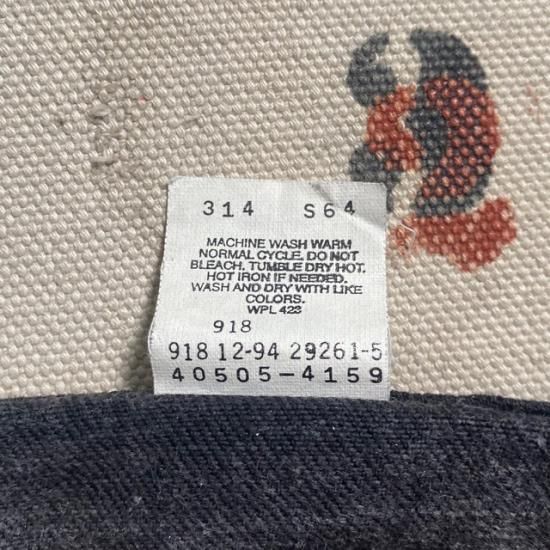 314 S64
MACHINE WASH WARM
NORMAL CYCLE. DO NOT
BLEACH. TUMBLE DRY HOT.
HOT IRON IF NEEDED.
WASH AND DRY WITH LIKE
COLORS.
WPL 423
918
918 12-94 29261-5
40505-4159